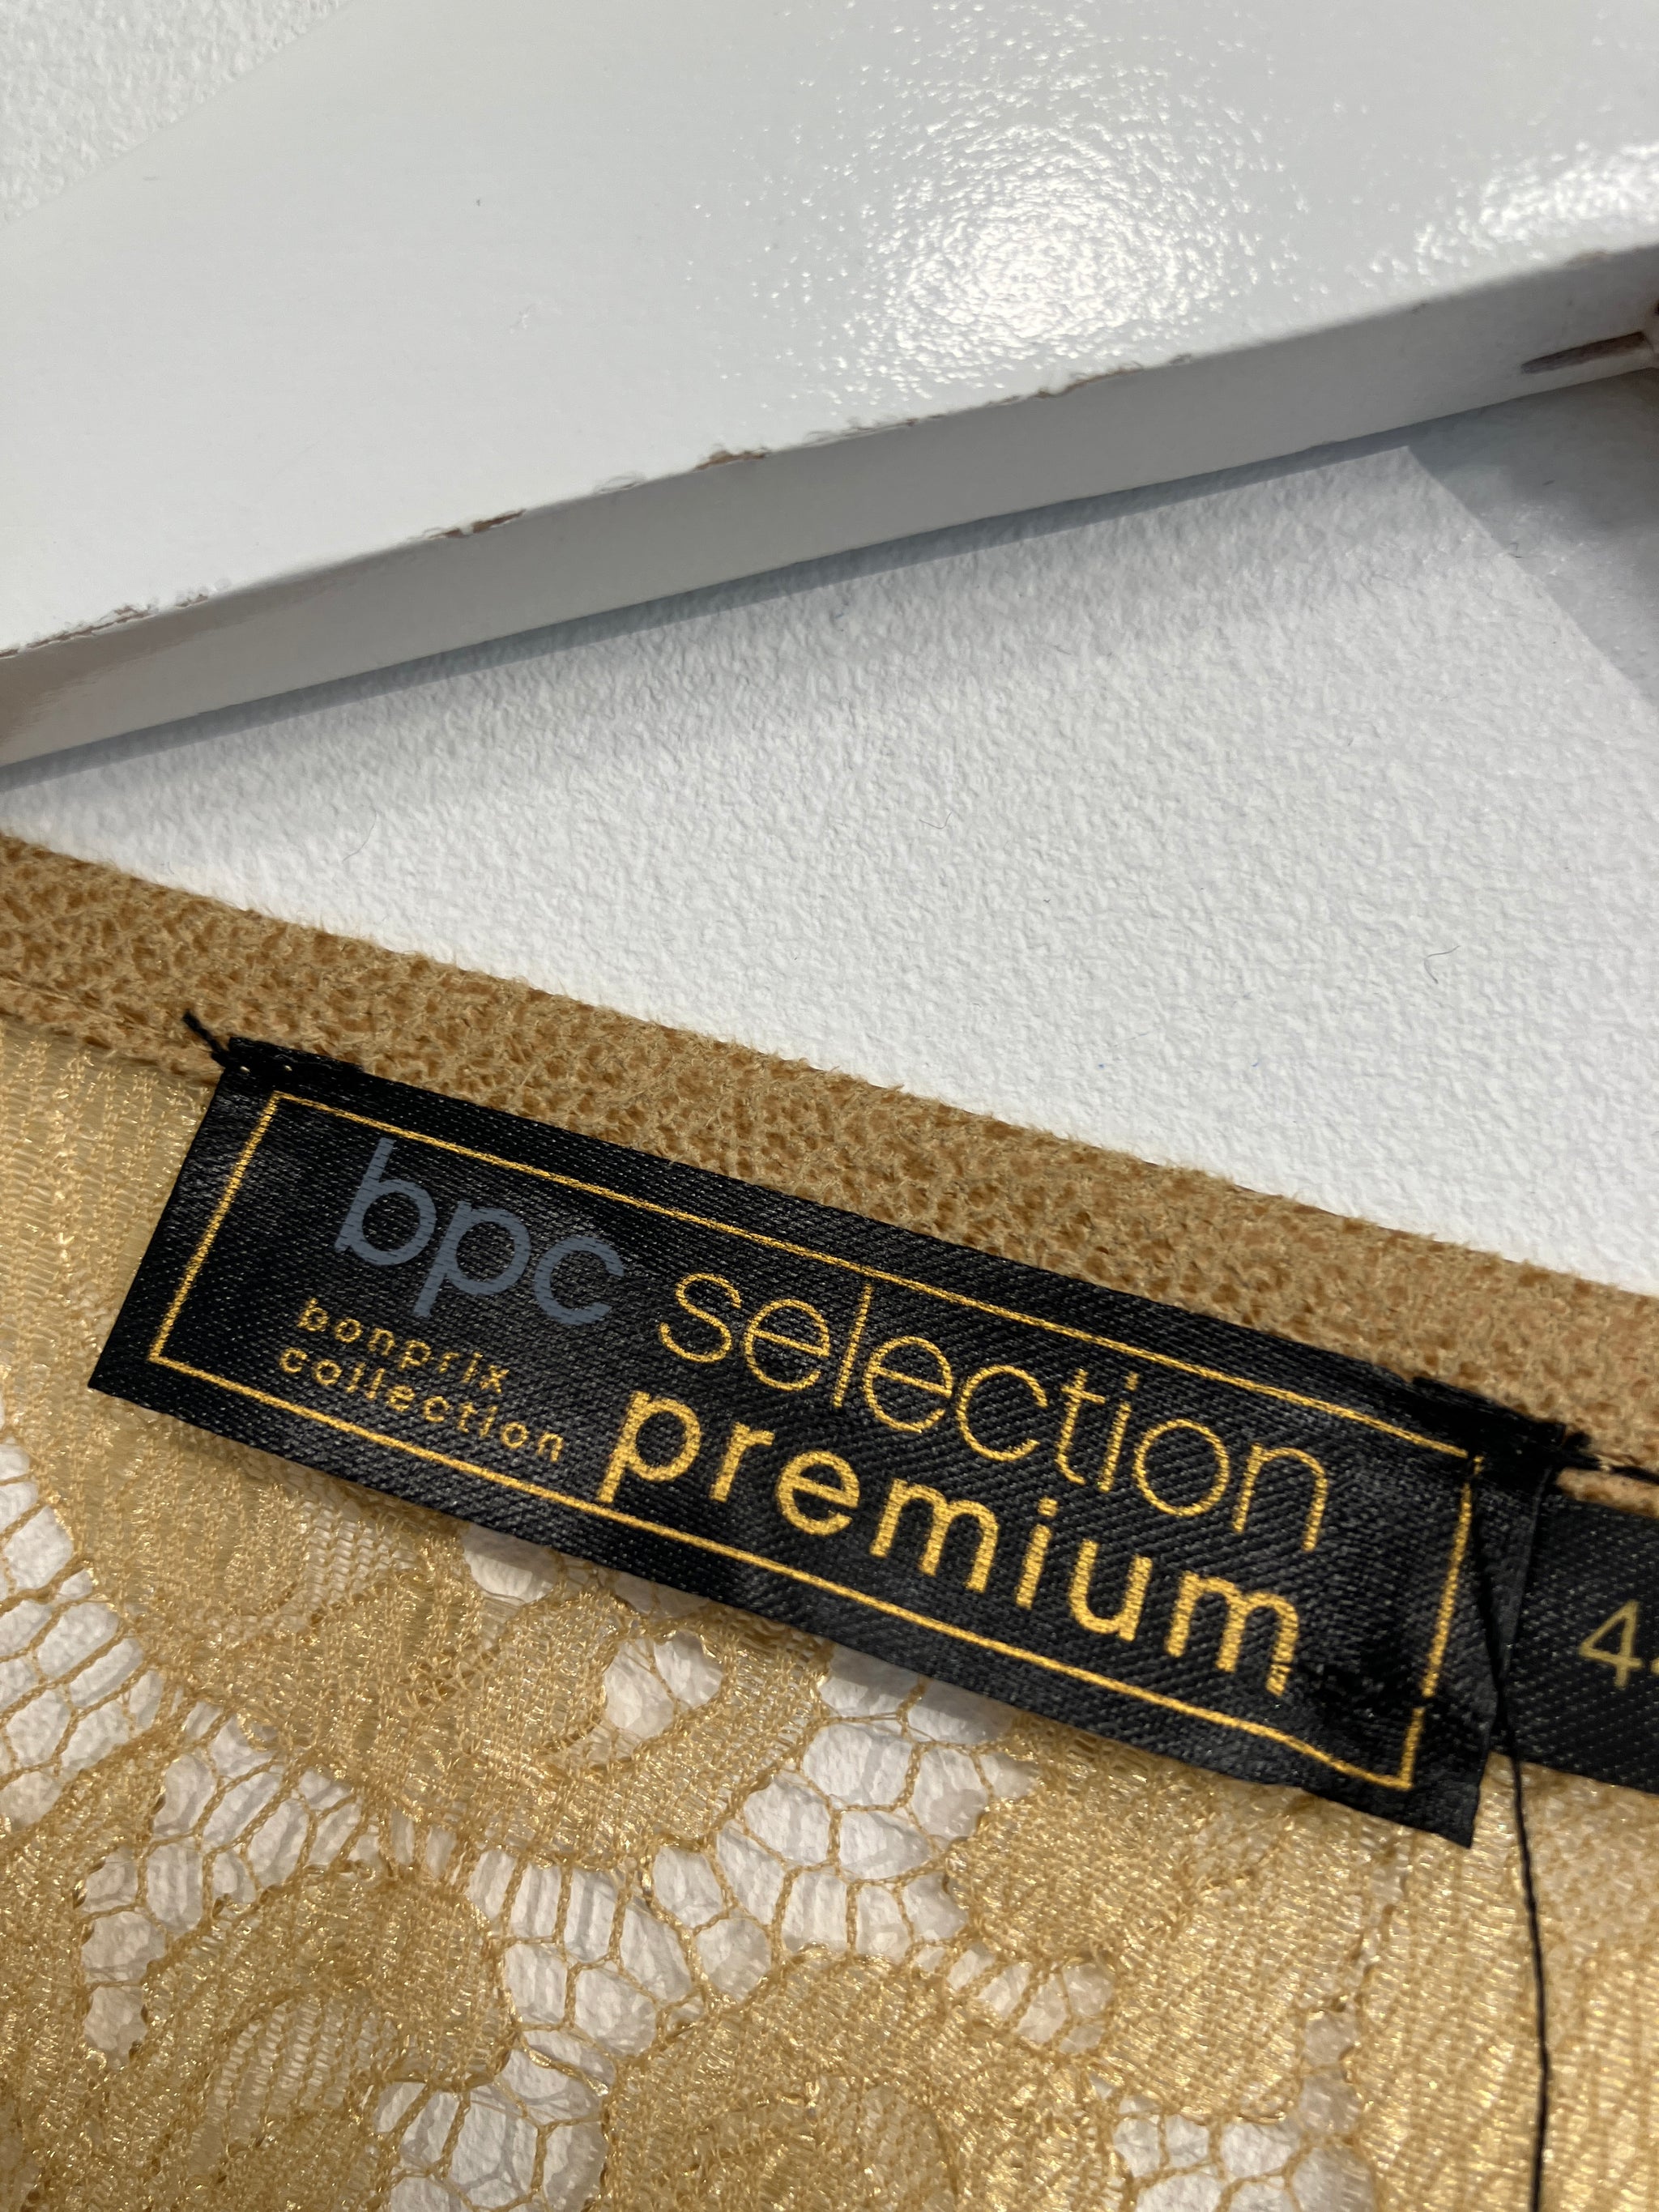 bpc selection
bonprix
collection
premium